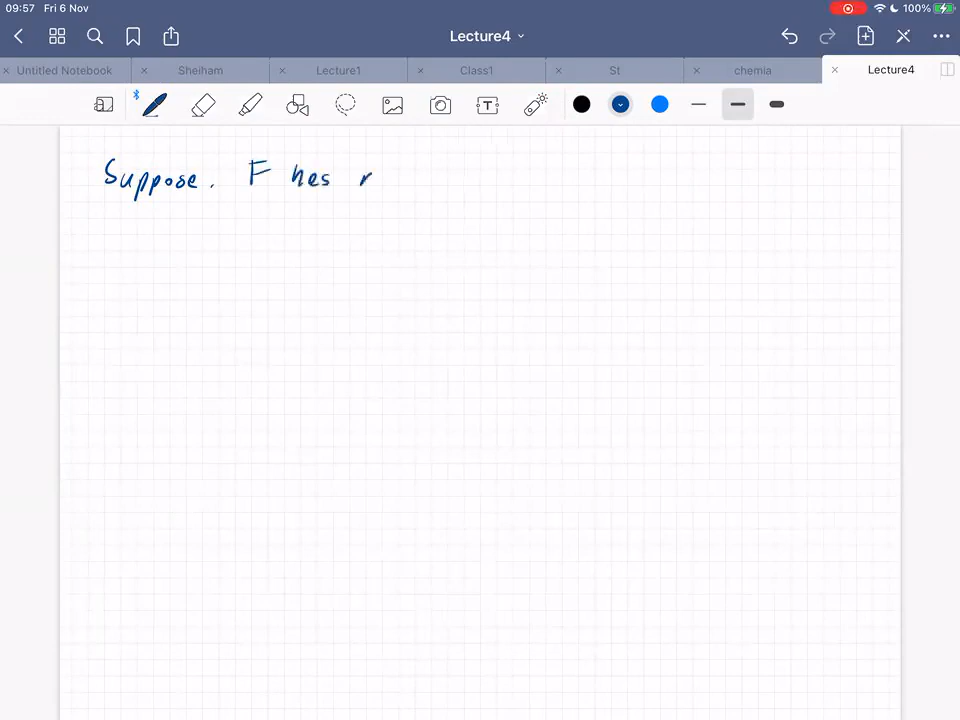 09:57 Fri 6 Nov
100%
Lecture4
Untitled Notebook
Sheiham
Lecture1
Class1
St
chemia
Lecture4
T
Suppose. F has r